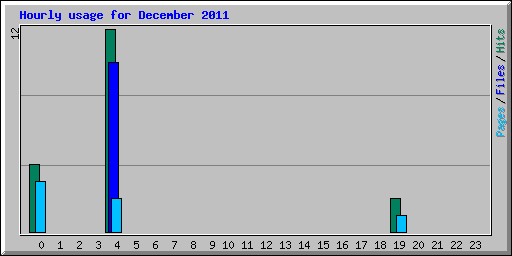 Hourly usage for December 2011
12
Pages/Files/Hits
0 1 2 3 4 5 6 7 8 9 10 11 12 13 14 15 16 17 18 19 20 21 22 23